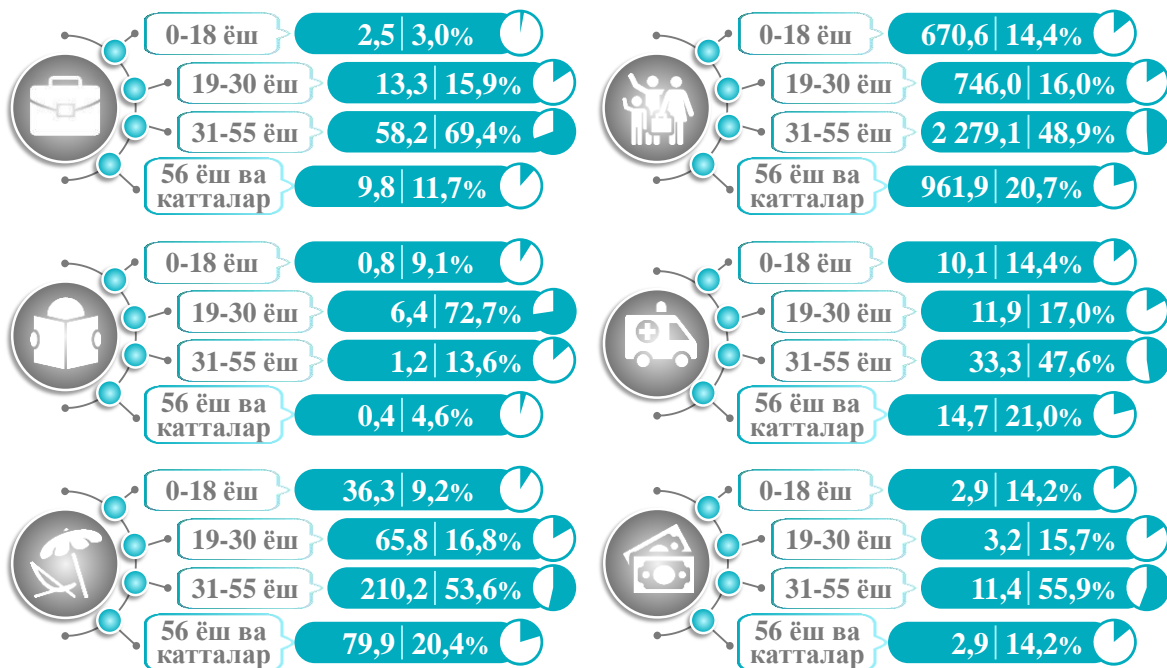 0-18 ёш 2,5 3,0%
19-30 ёш 13,3 15,9%
31-55 ёш 58,2 69,4%
56 ёш ва
катталар 9,8 11,7%
0-18 ёш 670,6 14,4%
19-30 ёш 746,0 16,0%
31-55 ёш 2 279,1 48,9%
56 ёш ва
катталар 961,9 20,7%
0-18 ёш 0,8 9,1%
19-30 ёш 6,4 72,7%
31-55 ёш 1,2 13,6%
56 ёш ва
катталар 0,4 4,6%
0-18 ёш 10,1 14,4%
19-30 ёш 11,9 17,0%
31-55 ёш 33,3 47,6%
56 ёш ва
катталар 14,7 21,0%
0-18 ёш 36,3 9,2%
19-30 ёш 65,8 16,8%
31-55 ёш 210,2 53,6%
56 ёш ва
катталар 79,9 20,4%
0-18 ёш 2,9 14,2%
19-30 ёш 3,2 15,7%
31-55 ёш 11,4 55,9%
56 ёш ва
катталар 2,9 14,2%